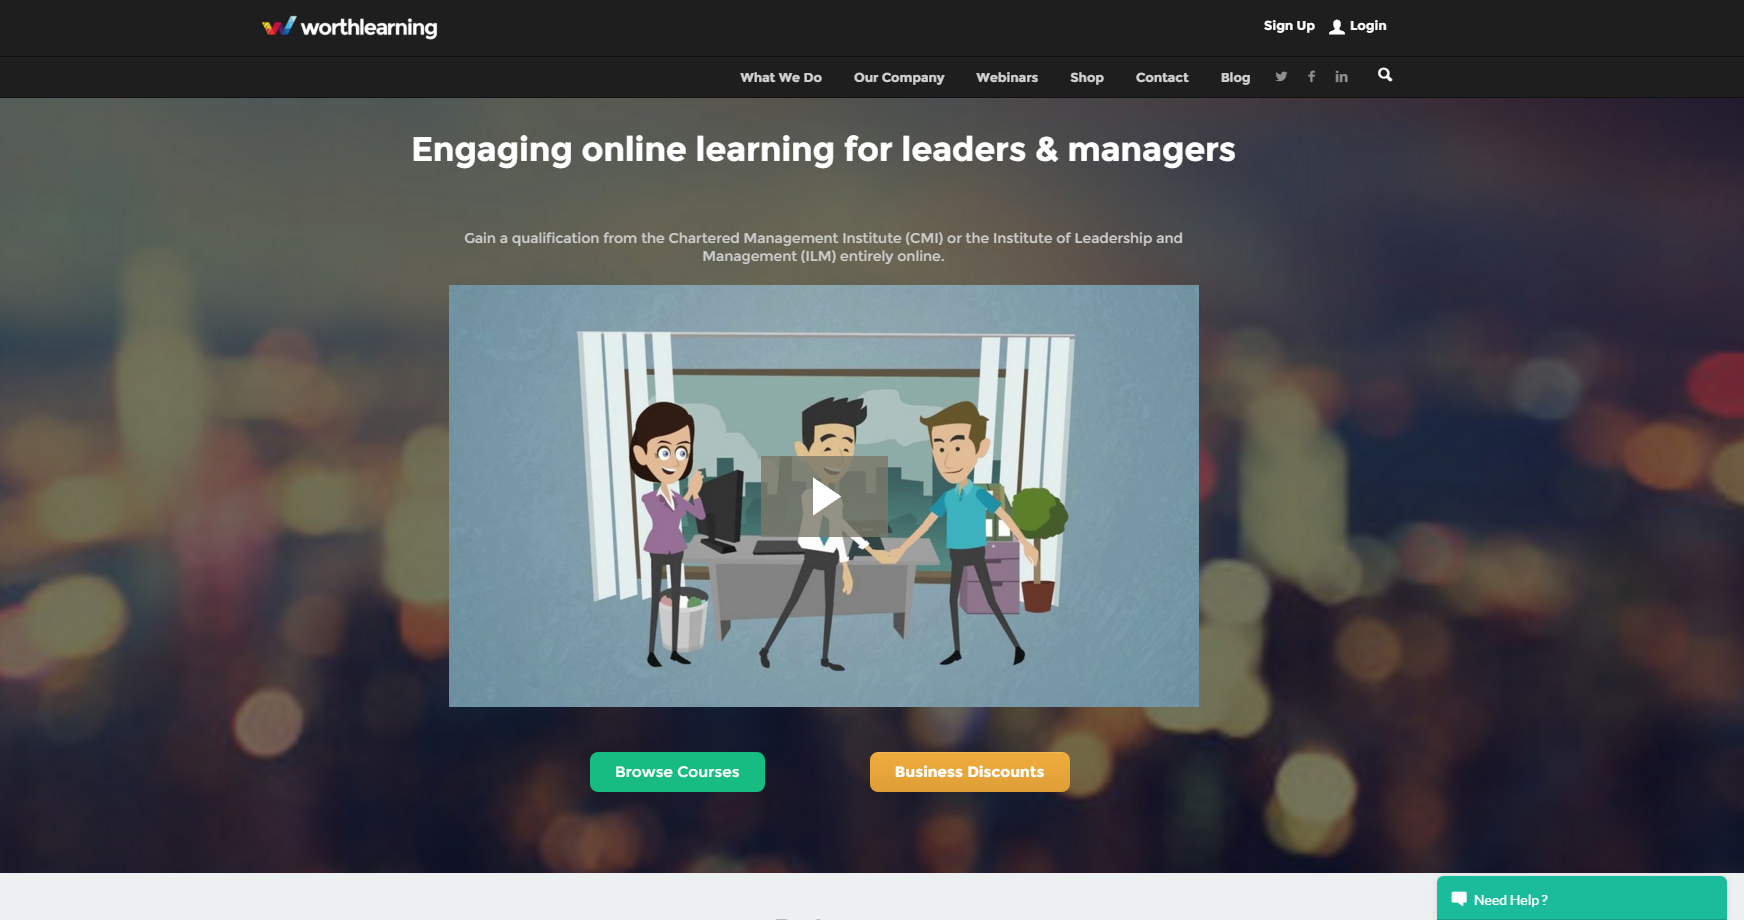 worthlearning
Sign Up
Login
What We Do
Our Company
Webinars
Shop
Contact
Blog
Engaging online learning for leaders & managers
Gain a qualification from the Chartered Management Institute (CMI) or the Institute of Leadership and
Management (ILM) entirely online.
Browse Courses
Business Discounts
Need Help?